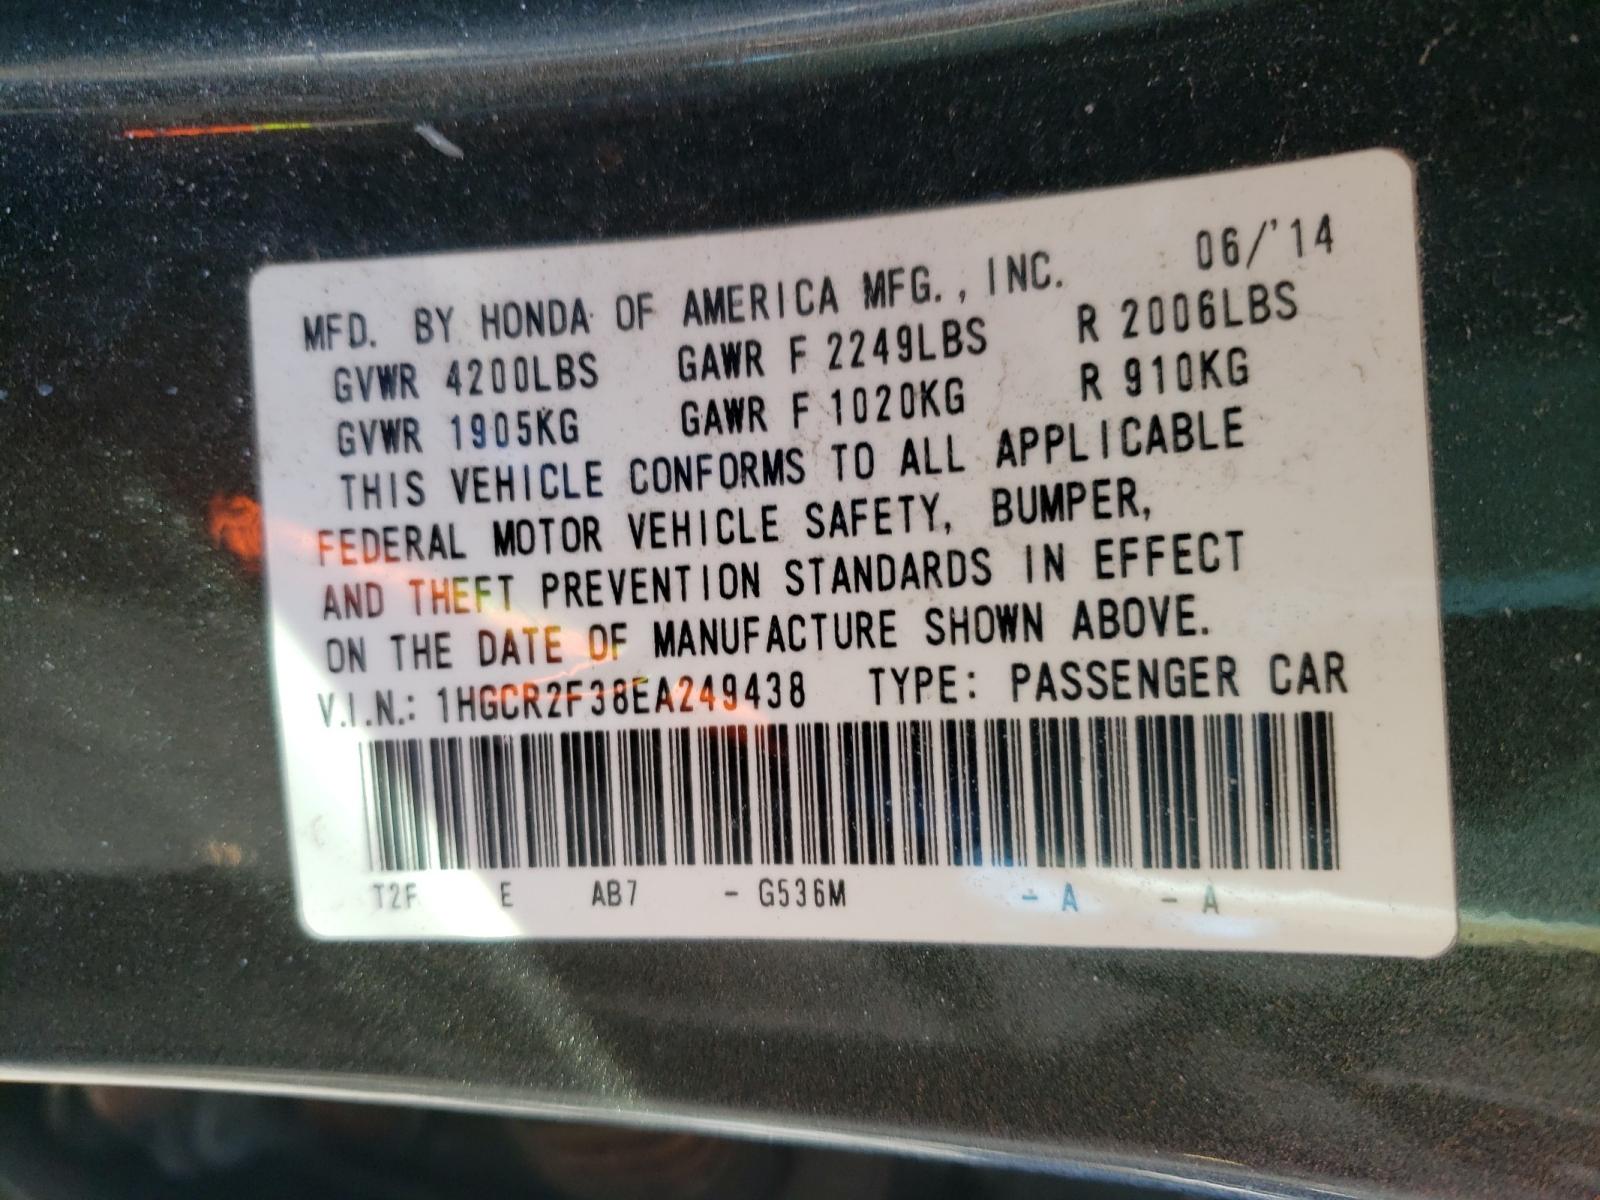 06/'14
MFD. BY HONDA OF AMERICA MFG., INC.
GVWR 4200LBS GAWR F 2249LBS R 2006LBS
GVWR 1905KG GAWR F 1020KG R 910KG
THIS VEHICLE CONFORMS TO ALL APPLICABLE
FEDERAL MOTOR VEHICLE SAFETY, BUMPER,
AND THEFT PREVENTION STANDARDS IN EFFECT
ON THE DATE OF MANUFACTURE SHOWN ABOVE.
V.I.N.: 1HGCR2F38EA249438 TYPE: PASSENGER CAR
T2F E AB7 - G536M - A - A